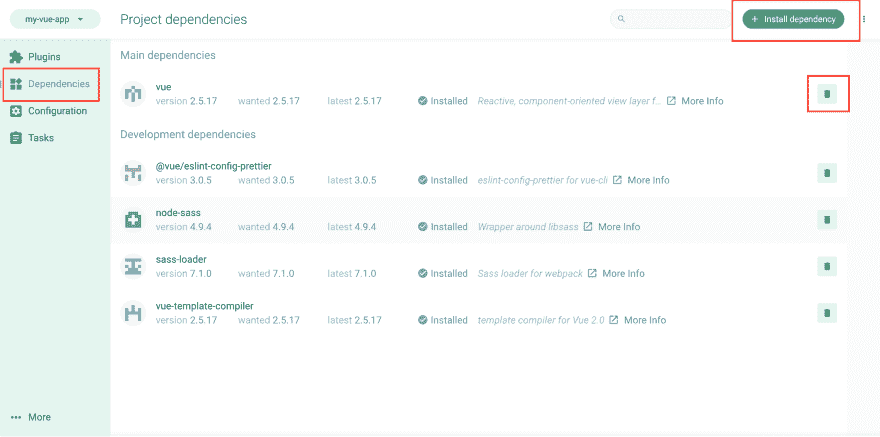 my-vue-app
Project dependencies
+ Install dependency
Plugins
Dependencies
Configuration
Tasks
More
Main dependencies
vue
version 2.5.17 wanted 2.5.17 latest 2.5.17 Installed Reactive, component-oriented view layer f... More Info
Development dependencies
@vue/eslint-config-prettier
version 3.0.5 wanted 3.0.5 latest 3.0.5 Installed eslint-config-prettier for vue-cli More Info
node-sass
version 4.9.4 wanted 4.9.4 latest 4.9.4 Installed Wrapper around libsass More Info
sass-loader
version 7.1.0 wanted 7.1.0 latest 7.1.0 Installed Sass loader for webpack More Info
vue-template-compiler
version 2.5.17 wanted 2.5.17 latest 2.5.17 Installed template compiler for Vue 2.0 More Info